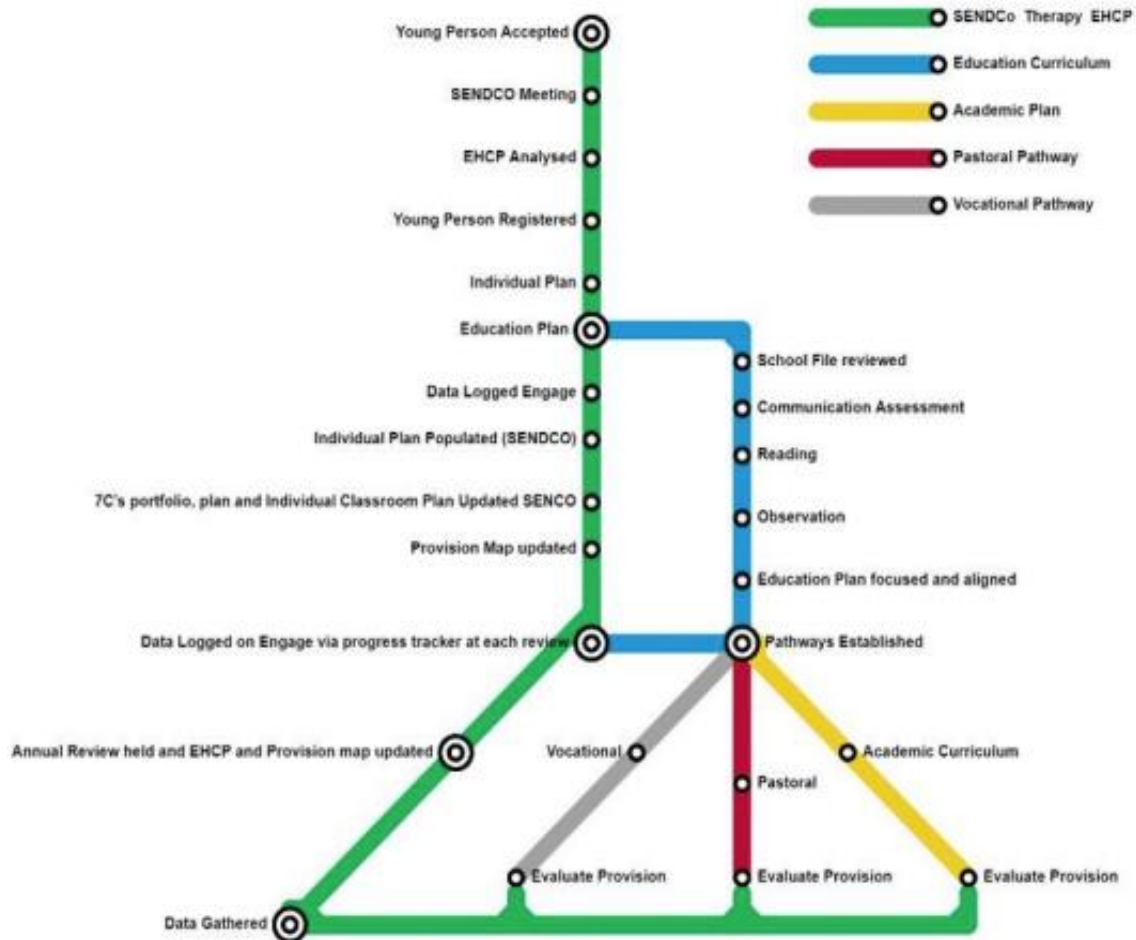 Young Person Accepted
SENDCO Meeting
EHCP Analysed
Young Person Registered
Individual Plan
Education Plan
Data Logged Engage
Individual Plan Populated (SENDCO)
7C's portfolio, plan and Individual Classroom Plan Updated SENCO
Provision Map updated
Data Logged on Engage via progress tracker at each review
Annual Review held and EHCP and Provision map updated
Data Gathered
SENDCo Therapy EHCP
Education Curriculum
Academic Plan
Pastoral Pathway
Vocational Pathway
School File reviewed
Communication Assessment
Reading
Observation
Education Plan focused and aligned
Pathways Established
Vocational
Pastoral
Academic Curriculum
Evaluate Provision
Evaluate Provision
Evaluate Provision